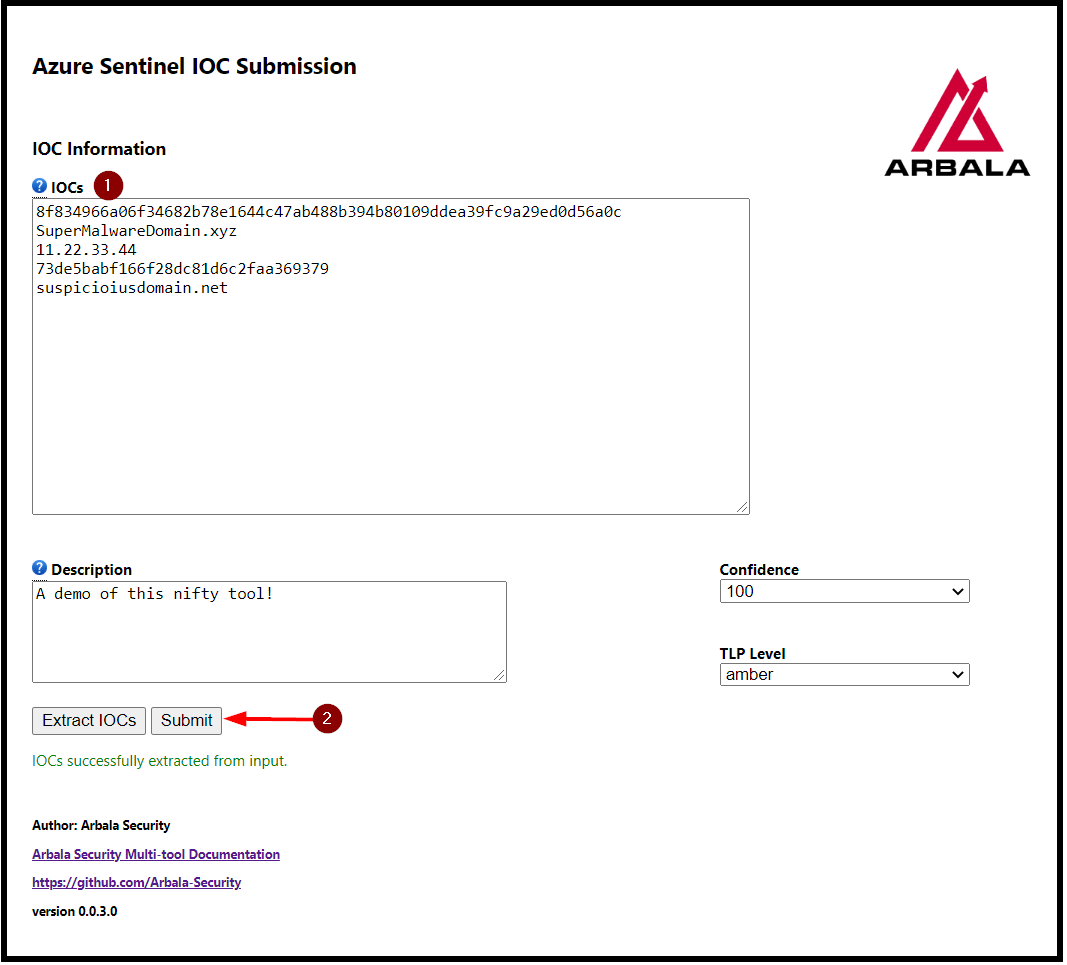 Azure Sentinel IOC Submission
ARBALA
IOC Information
? IOCs 1
8f834966a06f34682b78e1644c47ab488b394b80109ddea39fc9a29ed0d56a0c
SuperMalwareDomain.xyz
11.22.33.44
73de5babf166f28dc81d6c2faa369379
suspicioiusdomain.net
? Description
A demo of this nifty tool!
Confidence
100
TLP Level
amber
Extract IOCs Submit 2
IOCs successfully extracted from input.
Author: Arbala Security
Arbala Security Multi-tool Documentation
https://github.com/Arbala-Security
version 0.0.3.0